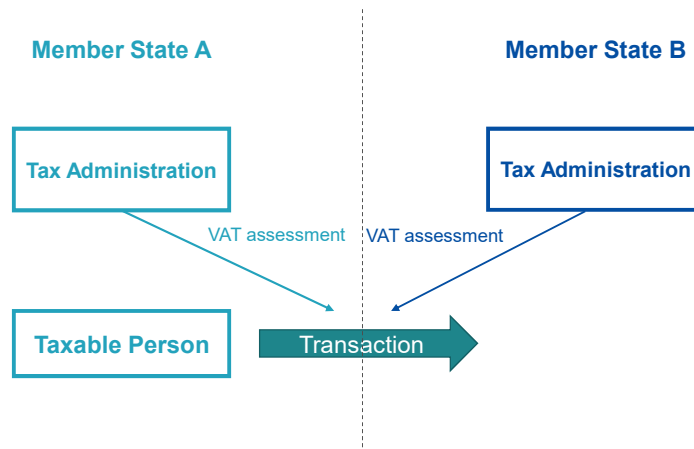 Member State A
Member State B
Tax Administration
Tax Administration
VAT assessment
VAT assessment
Taxable Person
Transaction